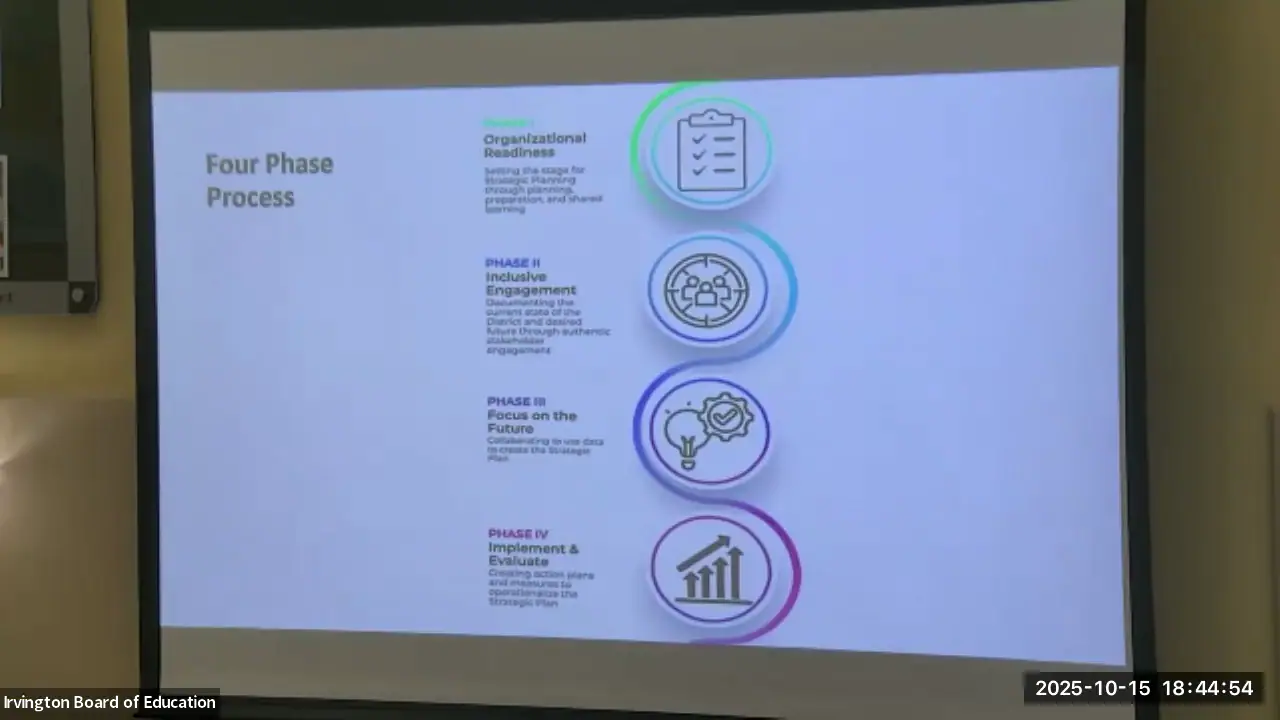 Four Phase
Process
PHASE I
Organizational
Readiness
Setting the stage for
Strategic Planning
through planning,
preparation, and shared
learning
PHASE II
Inclusive
Engagement
Documenting the
current state of the
District and desired
future through authentic
stakeholder
engagement
PHASE III
Focus on the
Future
Collaborating to use data
to create the Strategic
Plan
PHASE IV
Implement &
Evaluate
Creating action plans
and measures to
operationalize the
Strategic Plan
Irvington Board of Education
2025-10-15 18:44:54